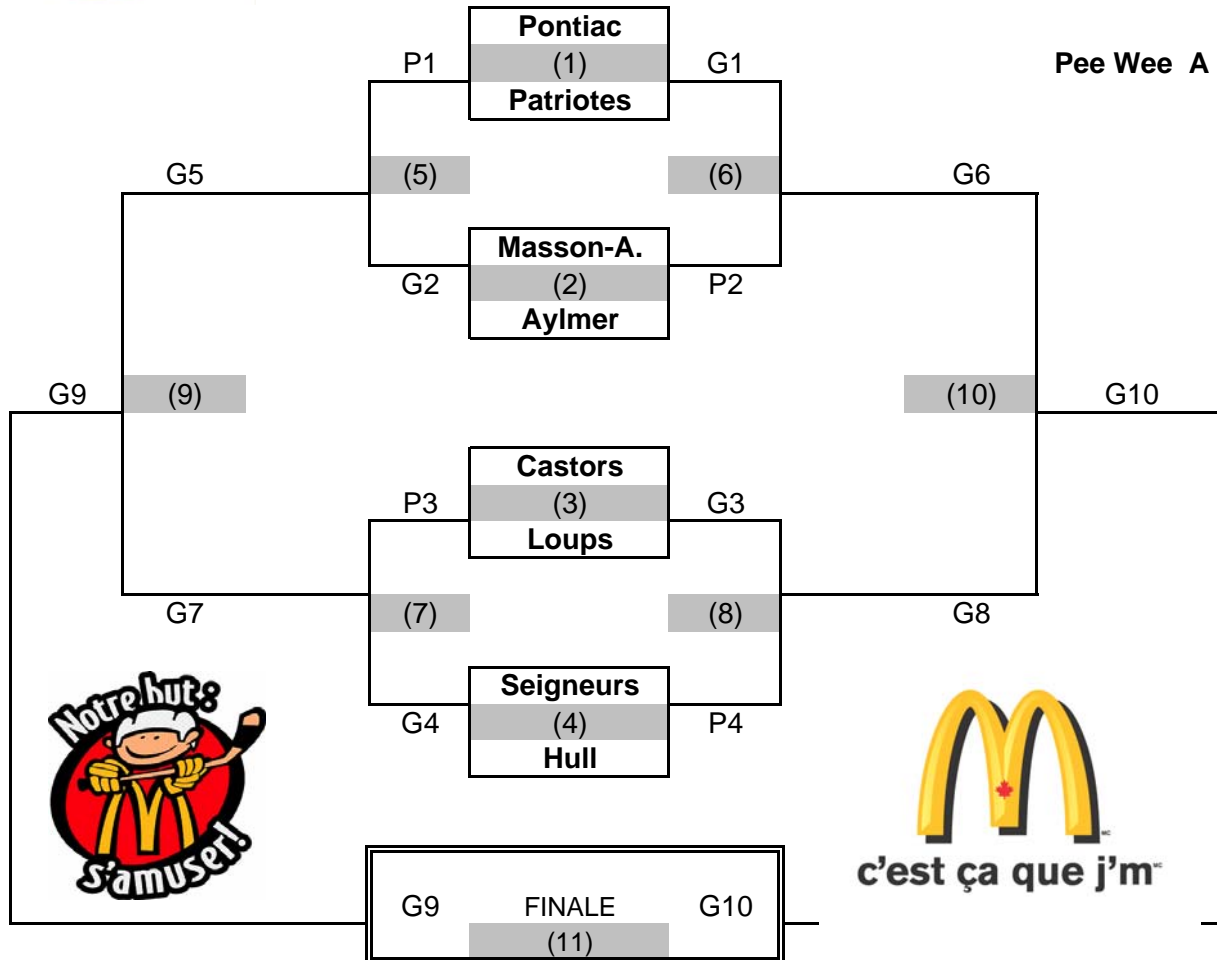 Pontiac
P1 (1) G1 Pee Wee A
Patriotes
G5 (5) (6) G6
Masson-A.
G2 (2) P2
Aylmer
G9 (9) (10) G10
Castors
P3 (3) G3
Loups
G7 (7) (8) G8
Seigneurs
G4 (4) P4
Hull
Notre but :
s'amuser!
MC
c'est ça que j'm MC
G9 FINALE G10
(11)